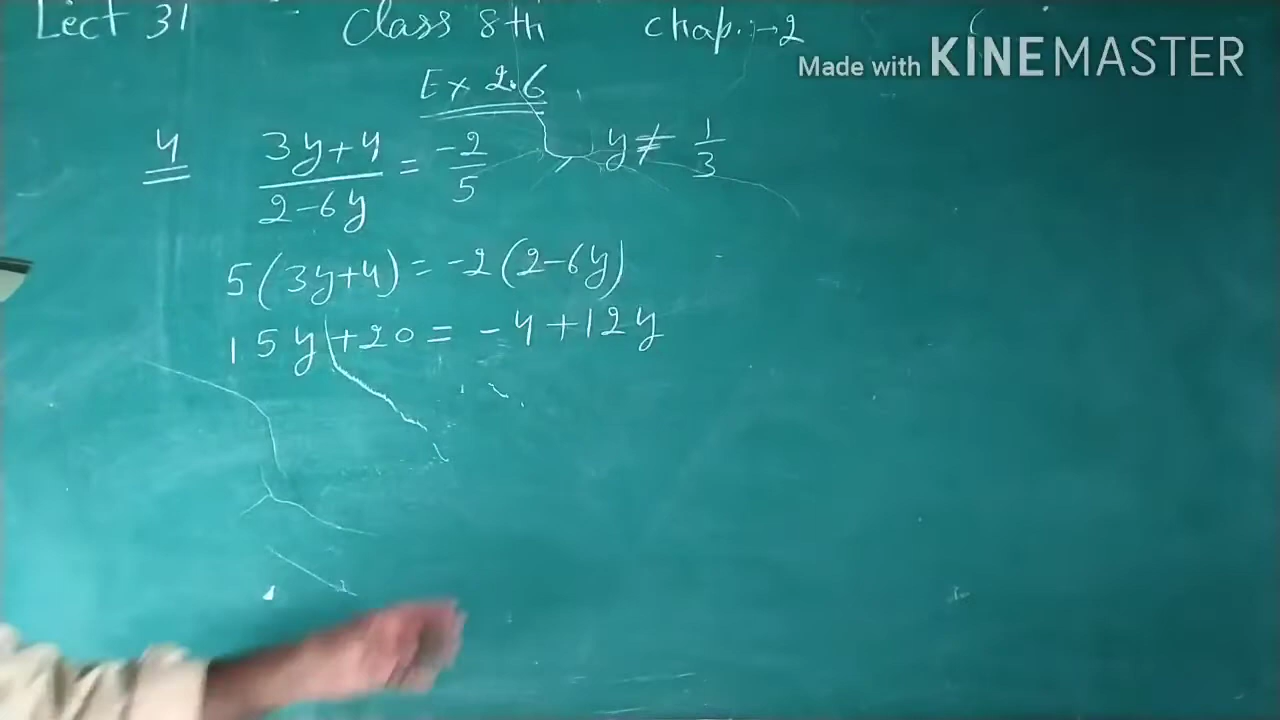 Lect 31 Class 8th chap:→2 (
Made with KINEMASTER
Ex 2.6
4 3y+4/2-6y = -2/5 y≠ 1/3
5(3y+4) = -2(2-6y)
15y+20 = -4+12y